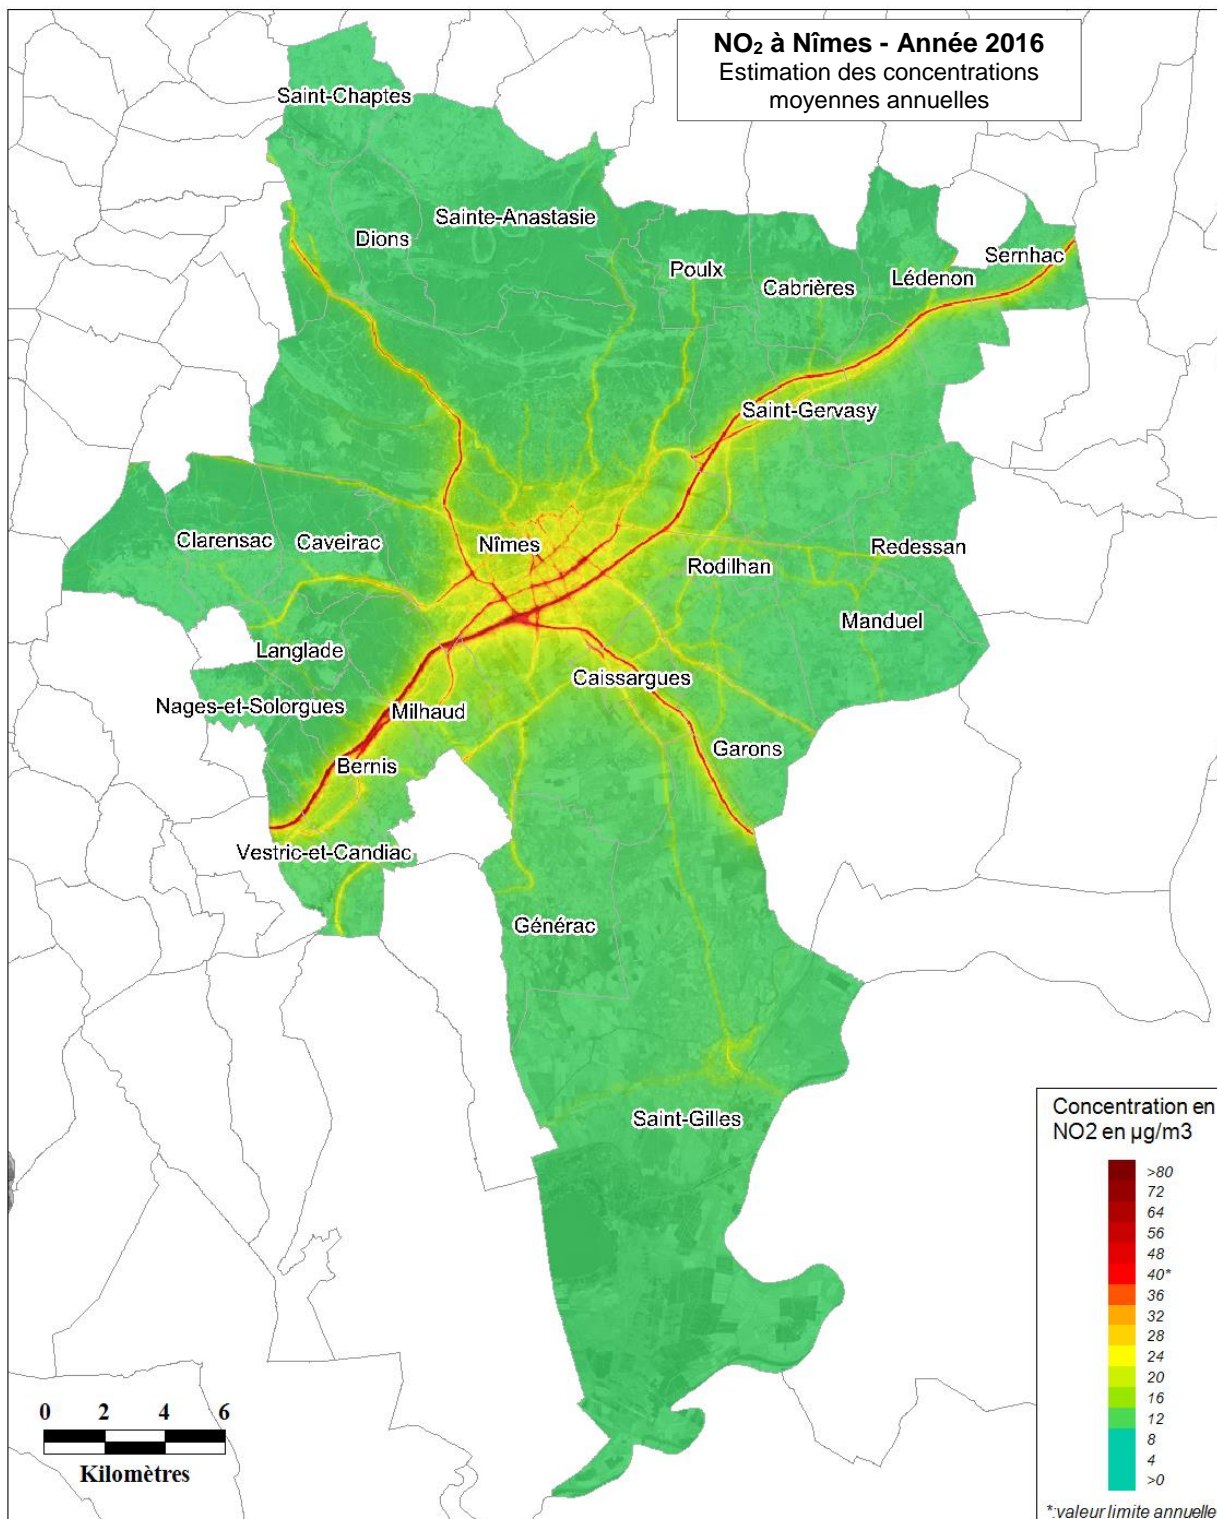 NO₂ à Nîmes - Année 2016
Estimation des concentrations
moyennes annuelles
Saint-Chaptes
Sainte-Anastasie
Dions
Sernhac
Poulx
Lédenon
Cabrières
Saint-Gervasy
Clarensac
Caveirac
Nîmes
Redessan
Rodilhan
Manduel
Langlade
Caissargues
Nages-et-Solorgues
Milhaud
Garons
Bernis
Vestric-et-Candiac
Générac
Saint-Gilles
Concentration en
NO2 en µg/m3
>80
72
64
56
48
40*
36
32
28
24
20
16
12
8
4
>0
*:valeur limite annuelle
0 2 4 6
Kilomètres